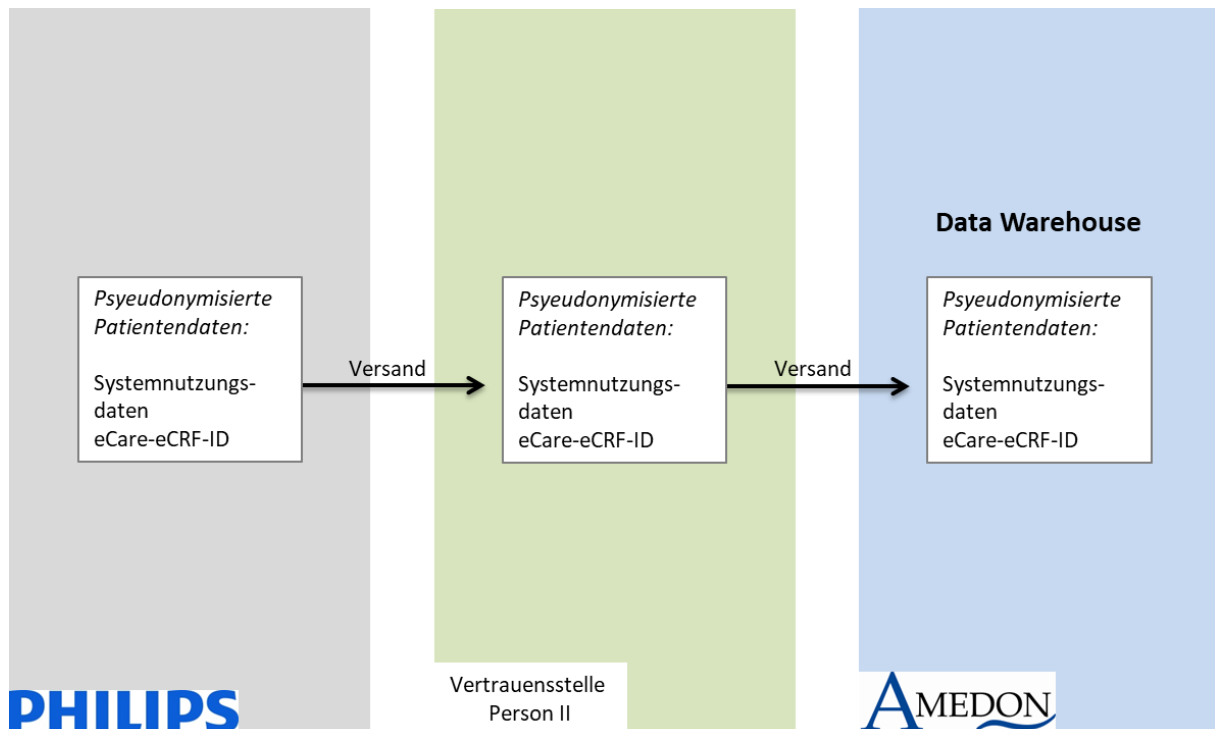 Data Warehouse
Psyeudonymisierte
Patientendaten:
Systemnutzungs-
daten
eCare-eCRF-ID
Versand
Psyeudonymisierte
Patientendaten:
Systemnutzungs-
daten
eCare-eCRF-ID
Versand
Psyeudonymisierte
Patientendaten:
Systemnutzungs-
daten
eCare-eCRF-ID
PHILIPS
Vertrauensstelle
Person II
AMEDON